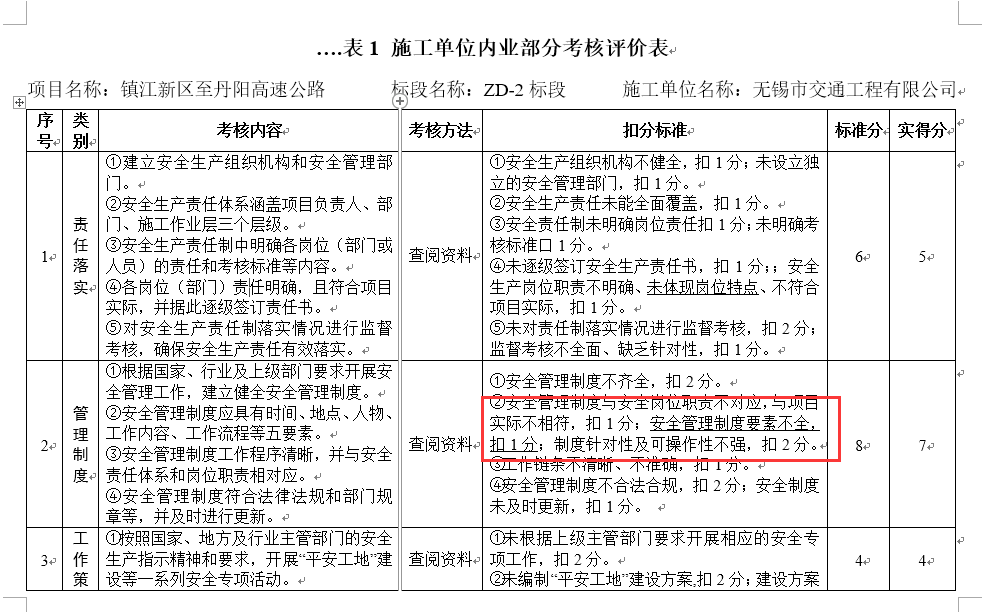 ….表 1 施工单位内业部分考核评价表
项目名称：镇江新区至丹阳高速公路 标段名称：ZD-2 标段 施工单位名称：无锡市交通工程有限公司
序号 类别 考核内容 考核方法 扣分标准 标准分 实得分
1
责任落实
①建立安全生产组织机构和安全管理部
门。
②安全生产责任体系涵盖项目负责人、部
门、施工作业层三个层级。
③安全生产责任制中明确各岗位（部门或
人员）的责任和考核标准等内容。
④各岗位（部门）责任明确，且符合项目
实际，并据此逐级签订责任书。
⑤对安全生产责任制落实情况进行监督
考核，确保安全生产责任有效落实。
查阅资料
①安全生产组织机构不健全，扣 1 分；未设立独
立的安全管理部门，扣 1 分。
②安全生产责任未能全面覆盖，扣 1 分。
③安全责任制未明确岗位责任扣 1 分；未明确考
核标准口 1 分。
④未逐级签订安全生产责任书，扣 1 分；；安全
生产岗位职责不明确、未体现岗位特点、不符合
项目实际，扣 1 分。
⑤未对责任制落实情况进行监督考核，扣 2 分；
监督考核不全面、缺乏针对性，扣 1 分。
6
5
2
管理制度
①根据国家、行业及上级部门要求开展安
全管理工作，建立健全安全管理制度。
②安全管理制度应具有时间、地点、人物、
工作内容、工作流程等五要素。
③安全管理制度工作程序清晰，并与安全
责任体系和岗位职责相对应。
④安全管理制度符合法律法规和部门规
章等，并及时进行更新。
查阅资料
①安全管理制度不齐全，扣 2 分。
②安全管理制度与安全岗位职责不对应，与项目
实际不相符，扣 1 分；安全管理制度要素不全，
扣 1 分；制度针对性及可操作性不强，扣 2 分。
③工作链条不清晰、不准确，扣 1 分。
④安全管理制度不合法合规，扣 2 分；安全制度
未及时更新，扣 1 分。
8
7
3
工作策
①按照国家、地方及行业主管部门的安全
生产指示精神和要求，开展“平安工地”建
设等一系列安全专项活动。
查阅资料
①未根据上级主管部门要求开展相应的安全专
项工作，扣 2 分。
②未编制“平安工地”建设方案,扣 2 分；建设方案
4
4